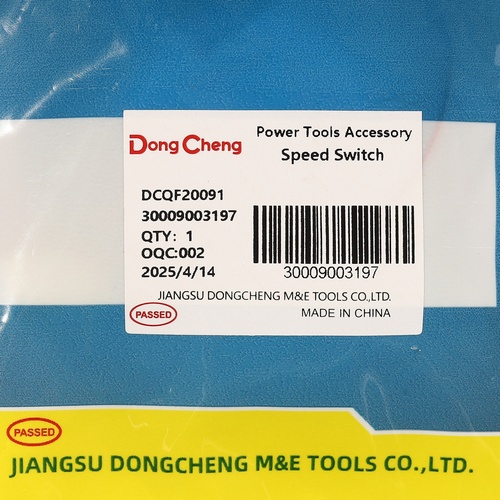 Dong Cheng
Power Tools Accessory
Speed Switch
DCQF20091
30009003197
QTY: 1
OQC:002
2025/4/14
30009003197
JIANGSU DONGCHENG M&E TOOLS CO.,LTD.
PASSED
MADE IN CHINA
PASSED
JIANGSU DONGCHENG M&E TOOLS CO.,LTD.